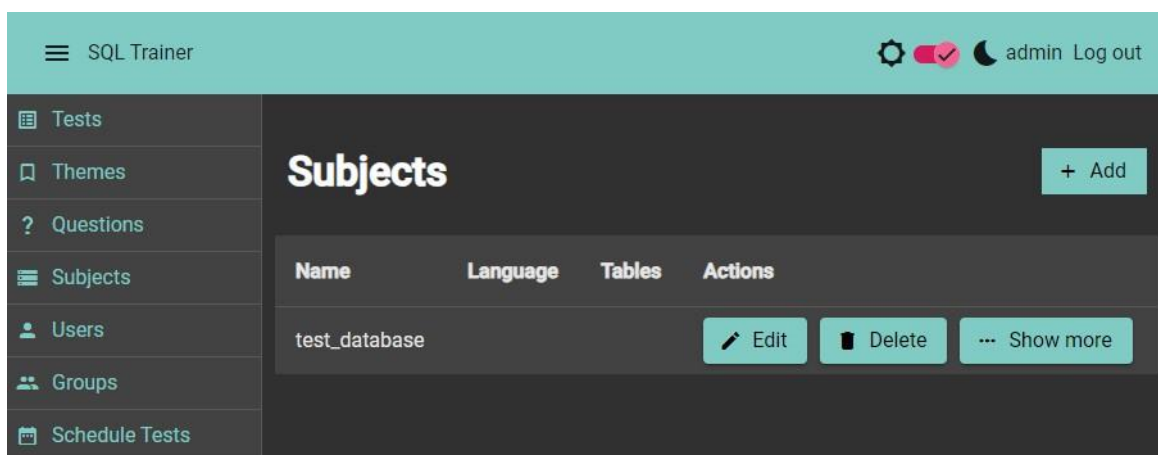 SQL Trainer
admin Log out
Tests
Themes
Questions
Subjects
Users
Groups
Schedule Tests
Subjects
+ Add
Name Language Tables Actions
test_database Edit Delete Show more